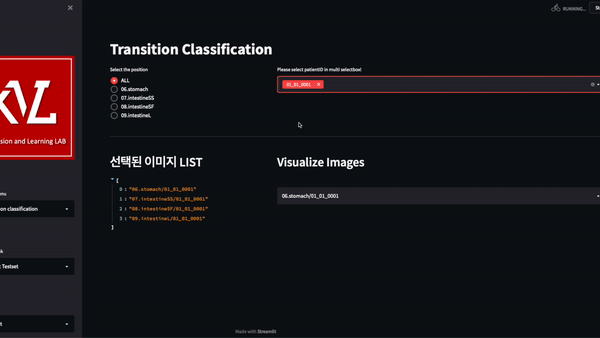 RUNNING...
St
Transition Classification
Select the position
Please select patientID in multi selectbox!
ALL
06.stomach
07.intestineSS
08.intestineSF
09.intestineL
01_01_0001
VL
sion and Learning LAB
선택된 이미지 LIST
Visualize Images
[
0 : "06.stomach/01_01_0001"
1 : "07.intestineSS/01_01_0001"
2 : "08.intestineSF/01_01_0001"
3 : "09.intestineL/01_01_0001"
]
06.stomach/01_01_0001
nu
on classification
k
Testset
t
Made with Streamlit